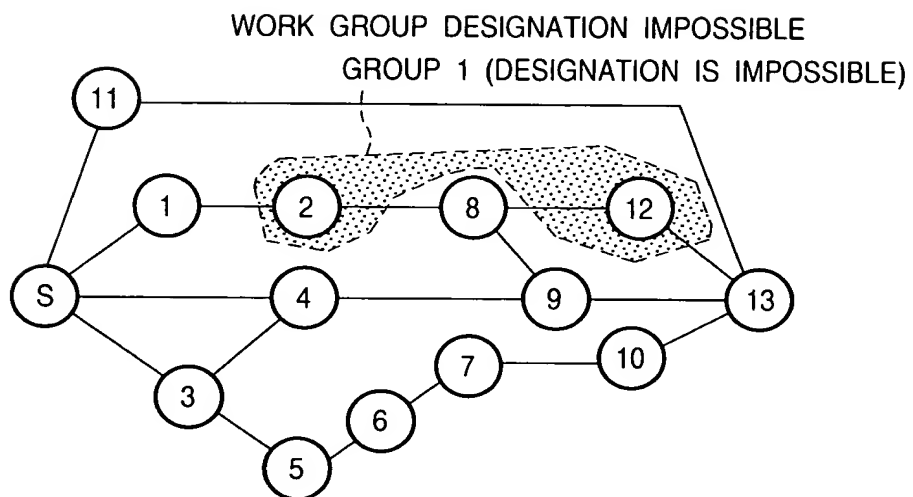 WORK GROUP DESIGNATION IMPOSSIBLE
GROUP 1 (DESIGNATION IS IMPOSSIBLE)
11
1 2 8 12
S 4 9 13
3 7 10
6
5